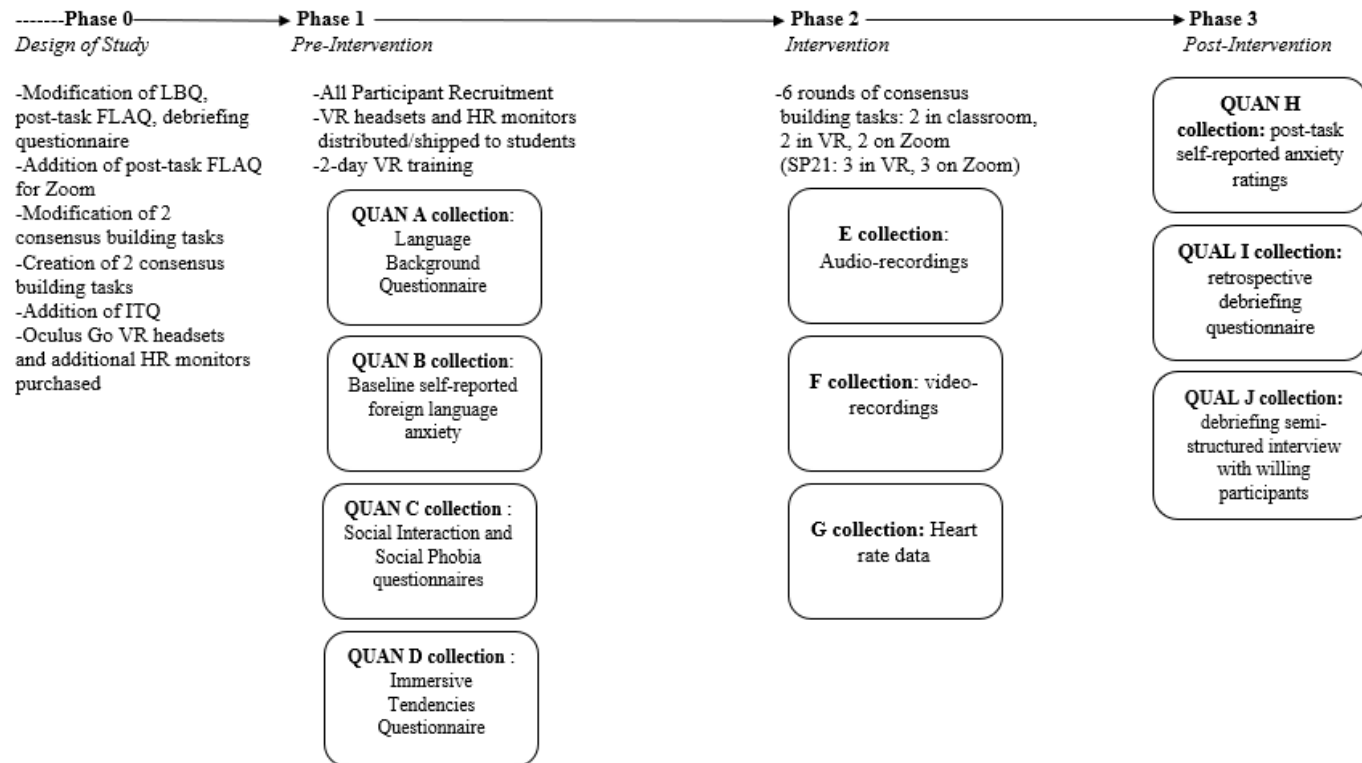 -------Phase 0
Design of Study
-Modification of LBQ,
post-task FLAQ, debriefing
questionnaire
-Addition of post-task FLAQ
for Zoom
-Modification of 2
consensus building tasks
-Creation of 2 consensus
building tasks
-Addition of ITQ
-Oculus Go VR headsets
and additional HR monitors
purchased
Phase 1
Pre-Intervention
-All Participant Recruitment
-VR headsets and HR monitors
distributed/shipped to students
-2-day VR training
QUAN A collection:
Language
Background
Questionnaire
QUAN B collection:
Baseline self-reported
foreign language
anxiety
QUAN C collection :
Social Interaction and
Social Phobia
questionnaires
QUAN D collection :
Immersive
Tendencies
Questionnaire
Phase 2
Intervention
-6 rounds of consensus
building tasks: 2 in classroom,
2 in VR, 2 on Zoom
(SP21: 3 in VR, 3 on Zoom)
E collection:
Audio-recordings
F collection: video-
recordings
G collection: Heart
rate data
Phase 3
Post-Intervention
QUAN H
collection: post-task
self-reported anxiety
ratings
QUAL I collection:
retrospective
debriefing
questionnaire
QUAL J collection:
debriefing semi-
structured interview
with willing
participants